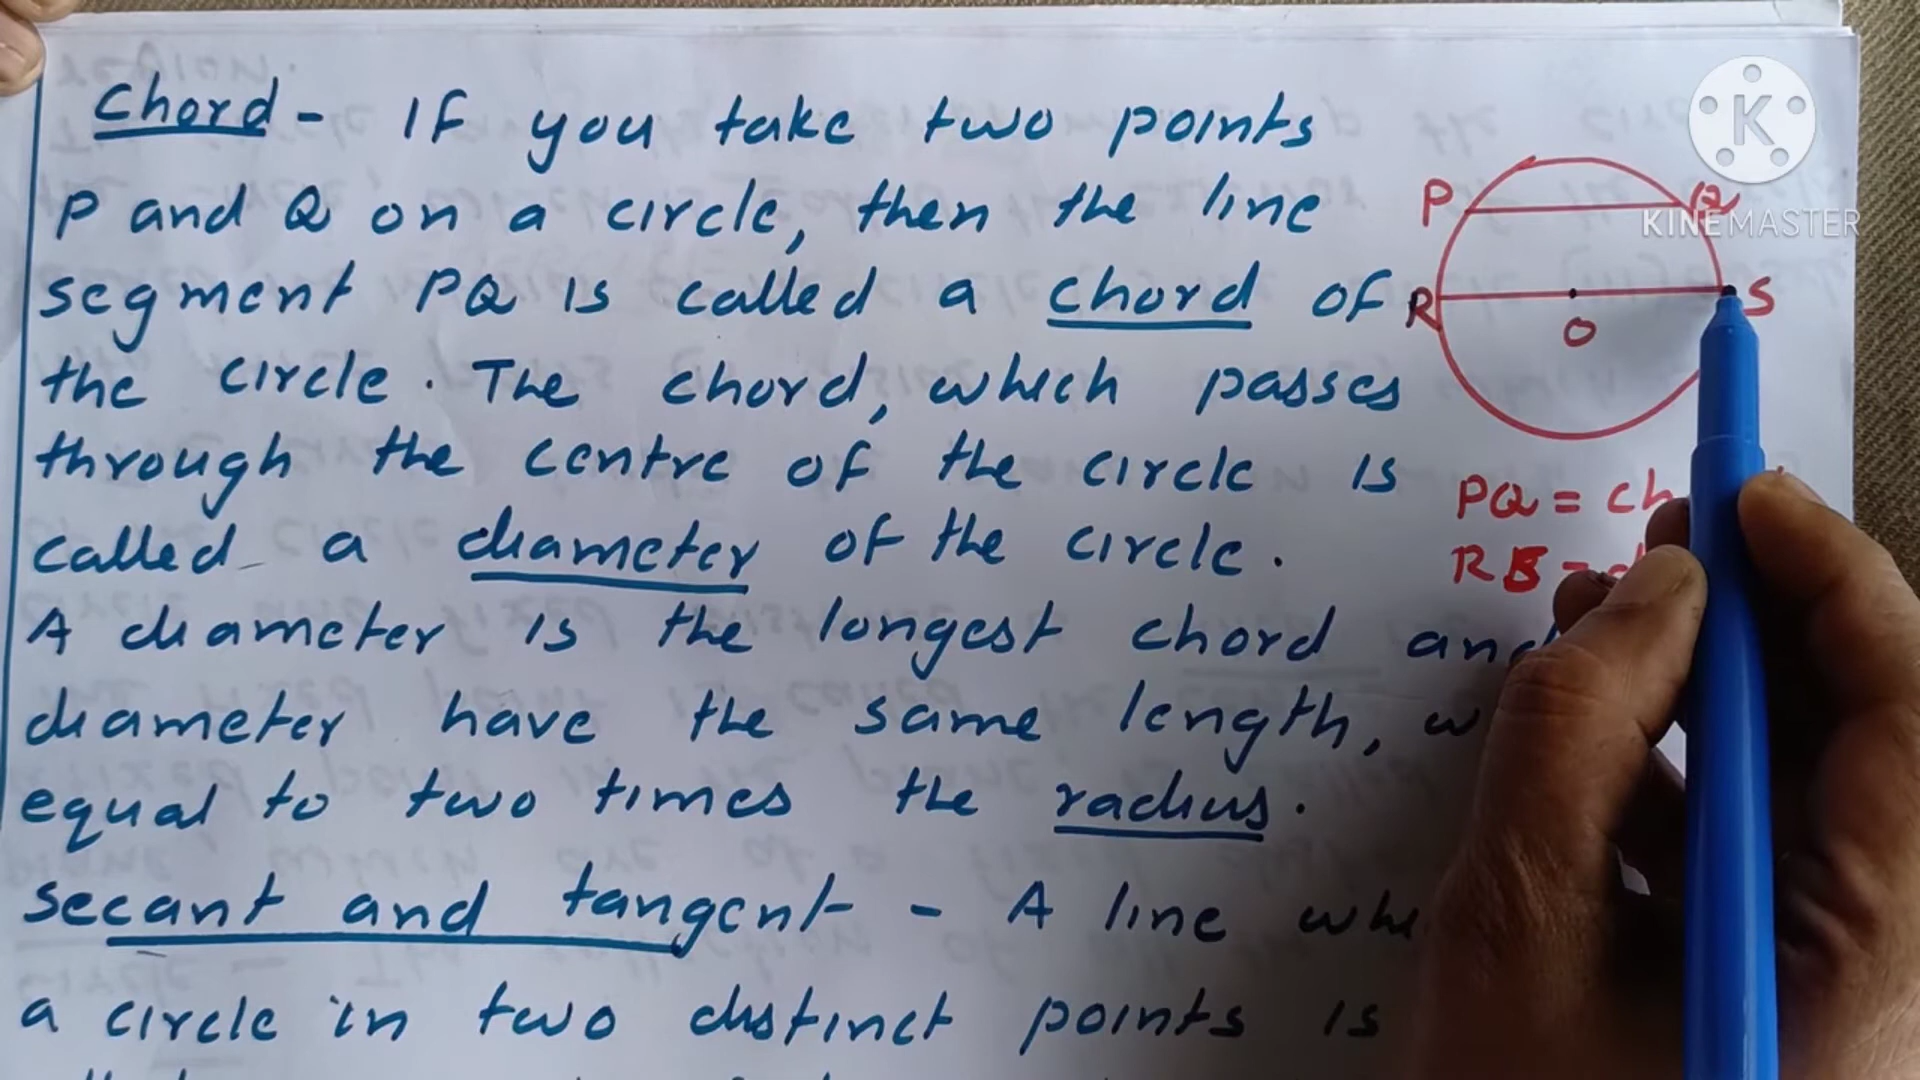 Chord - If you take two points
P and Q on a circle, then the line
segment PQ is called a chord of
the circle. The chord, which passes
through the centre of the circle is
called a diameter of the circle.
A diameter is the longest chord and
diameter have the same length,
equal to two times the radius.
secant and tangent - A line
a circle in two distinct points is
P Q
R O S
PQ =
RS =
K
KINEMASTER